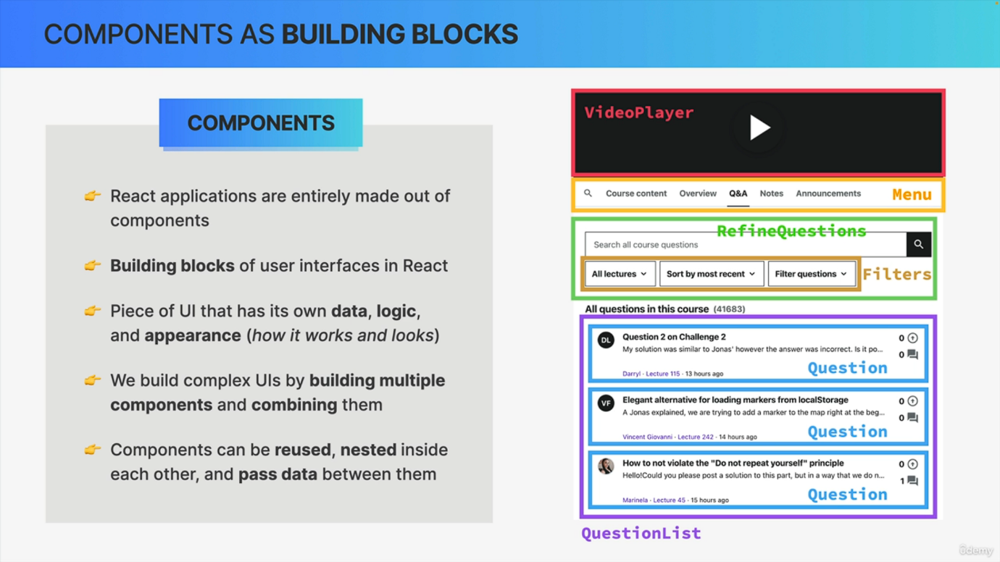 COMPONENTS AS BUILDING BLOCKS
COMPONENTS
👉 React applications are entirely made out of
components
👉 Building blocks of user interfaces in React
👉 Piece of UI that has its own data, logic,
and appearance (how it works and looks)
👉 We build complex UIs by building multiple
components and combining them
👉 Components can be reused, nested inside
each other, and pass data between them
VideoPlayer
Course content Overview Q&A Notes Announcements Menu
RefineQuestions
Search all course questions
All lectures Sort by most recent Filter questions Filters
All questions in this course (41683)
DL Question 2 on Challenge 2 0
My solution was similar to Jonas' however the answer was incorrect. Is it po... 0
Question
Darryl · Lecture 115 · 13 hours ago
VF Elegant alternative for loading markers from localStorage 0
A Jonas explained, we are trying to add a marker to the map right at the beg... 0
Question
Vincent Giovanni · Lecture 242 · 14 hours ago
How to not violate the "Do not repeat yourself" principle 0
Hello!Could you please post a solution to this part, but in a way that we do n... 1
Question
Marinela · Lecture 45 · 15 hours ago
QuestionList
ûdemy